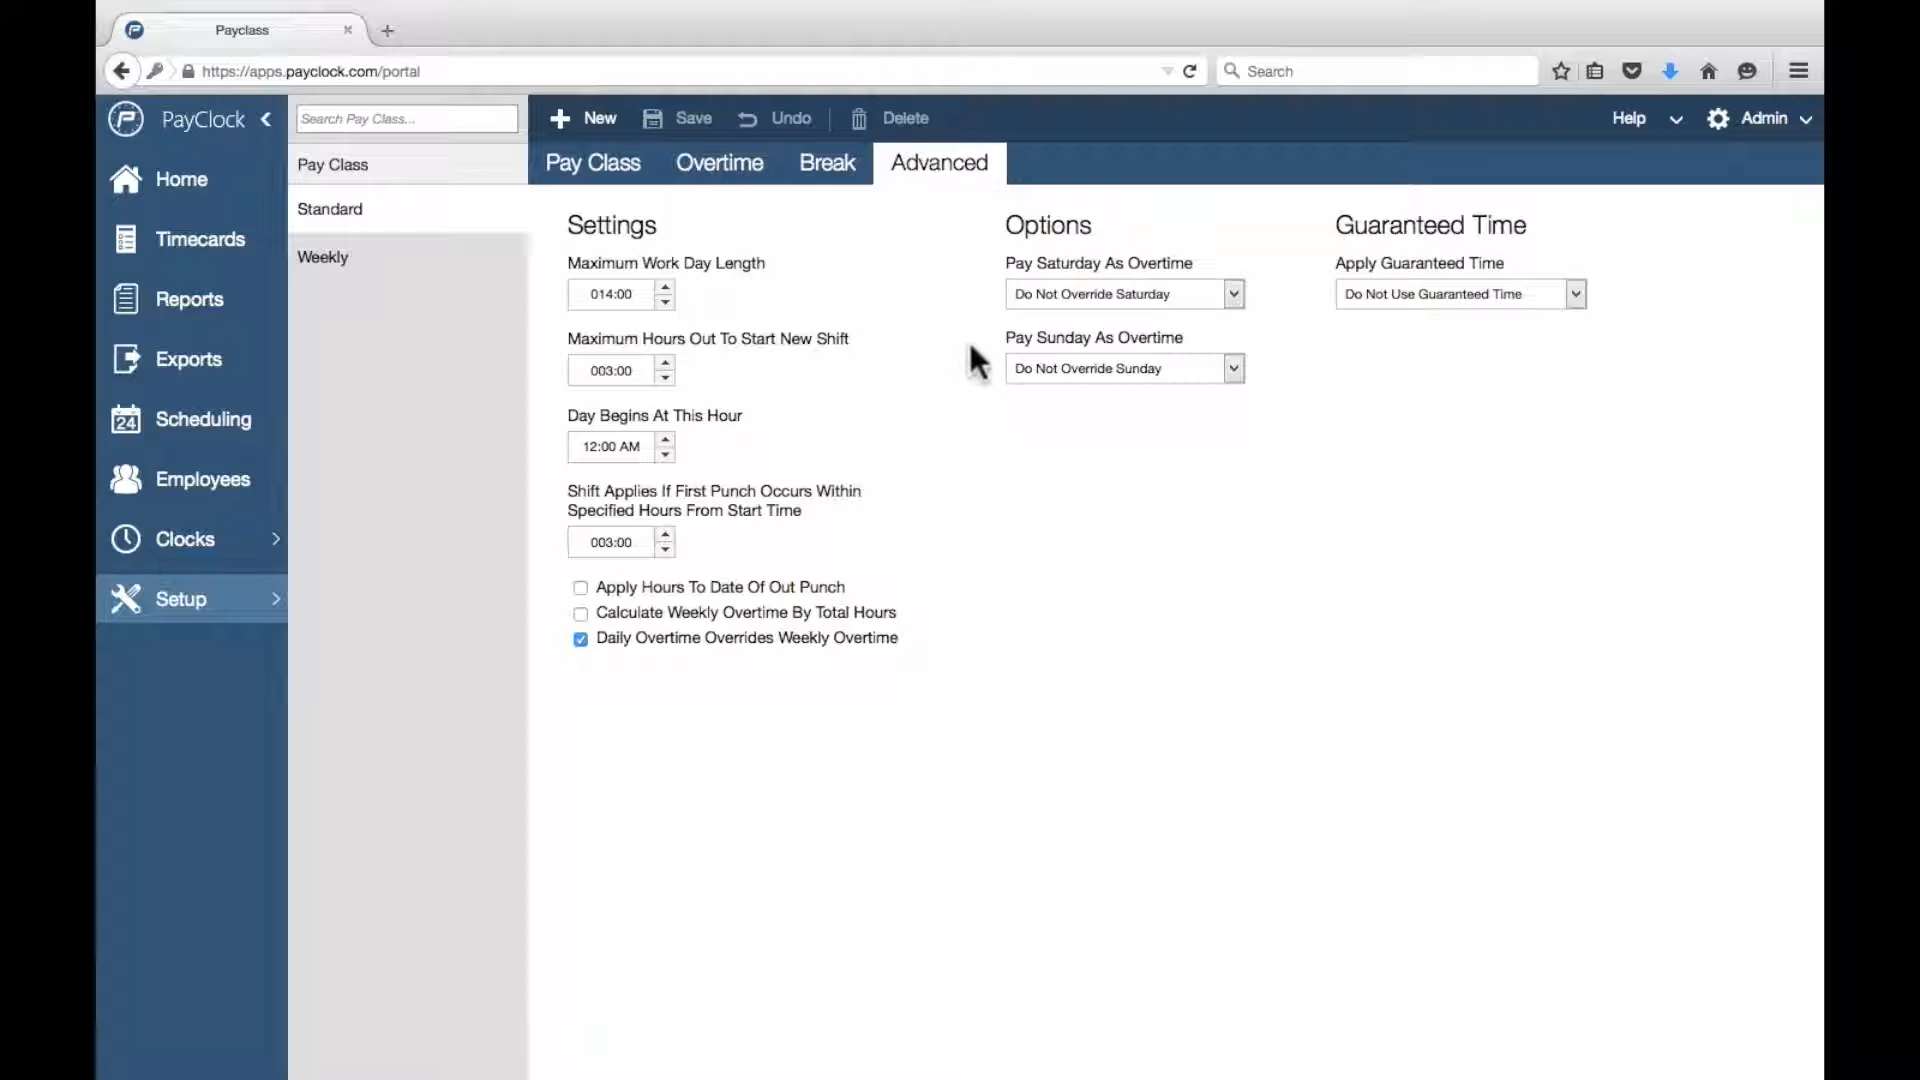 Payclass
https://apps.payclock.com/portal
Search
PayClock
Search Pay Class...
New
Save
Undo
Delete
Help
Admin
Home
Timecards
Reports
Exports
24
Scheduling
Employees
Clocks
Setup
Pay Class
Standard
Weekly
Pay Class
Overtime
Break
Advanced
Settings
Maximum Work Day Length
014:00
Maximum Hours Out To Start New Shift
003:00
Day Begins At This Hour
12:00 AM
Shift Applies If First Punch Occurs Within
Specified Hours From Start Time
003:00
Apply Hours To Date Of Out Punch
Calculate Weekly Overtime By Total Hours
Daily Overtime Overrides Weekly Overtime
Options
Pay Saturday As Overtime
Do Not Override Saturday
Pay Sunday As Overtime
Do Not Override Sunday
Guaranteed Time
Apply Guaranteed Time
Do Not Use Guaranteed Time